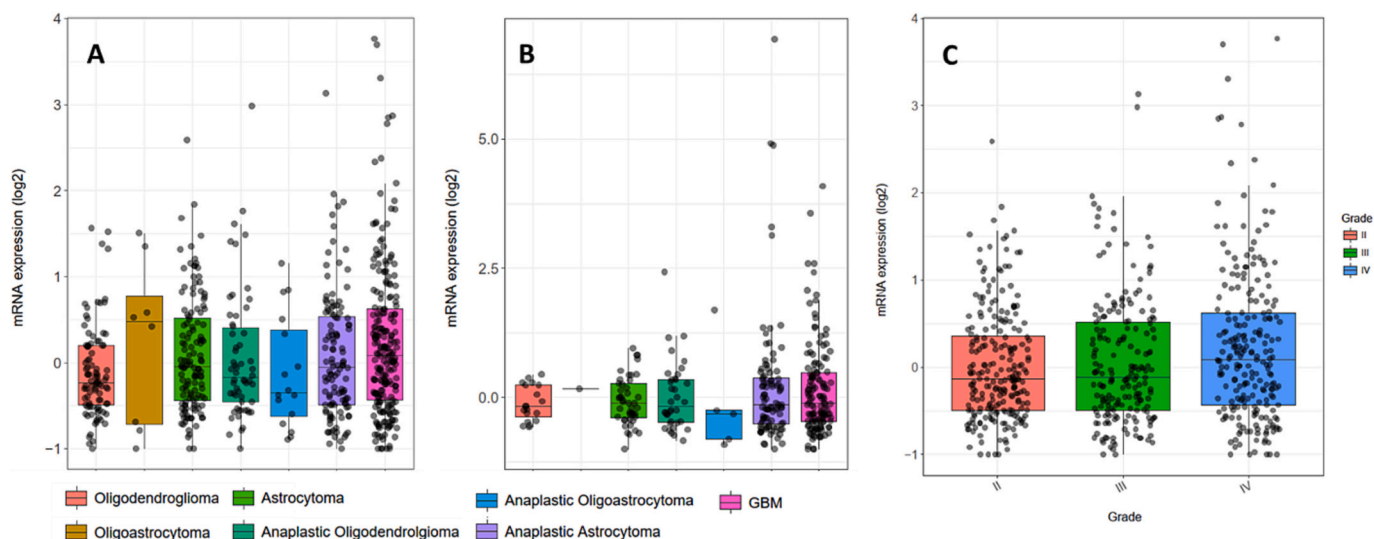 A
mRNA expression (log2)
4
3
2
1
0
−1
B
mRNA expression (log2)
5.0
2.5
0.0
C
mRNA expression (log2)
4
3
2
1
0
−1
II
III
IV
Grade
Grade
II
III
IV
Oligodendroglioma
Astrocytoma
Anaplastic Oligoastrocytoma
GBM
Oligoastrocytoma
Anaplastic Oligodendrolgioma
Anaplastic Astrocytoma